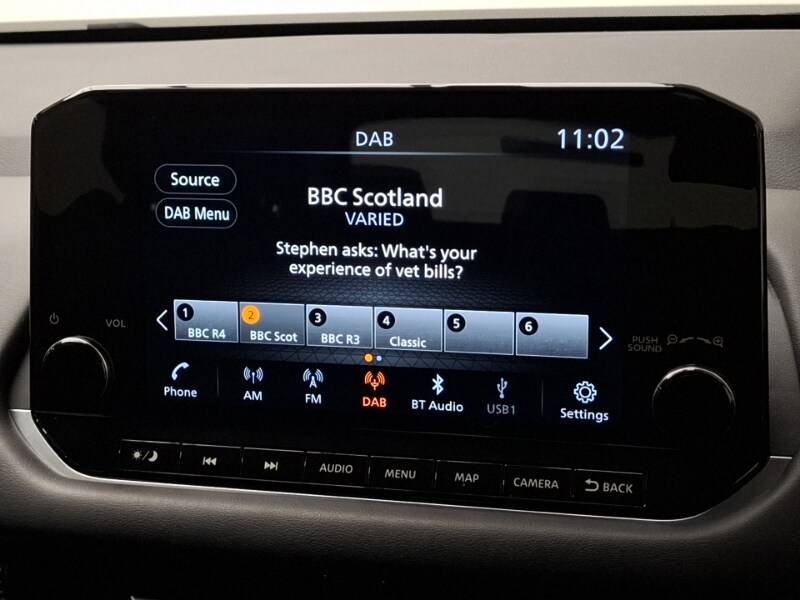 DAB
11:02
Source
DAB Menu
BBC Scotland
VARIED
Stephen asks: What's your
experience of vet bills?
1
BBC R4
2
BBC Scot
3
BBC R3
4
Classic
5
6
VOL
PUSH
SOUND
Phone
AM
FM
DAB
BT Audio
USB1
Settings
AUDIO
MENU
MAP
CAMERA
BACK